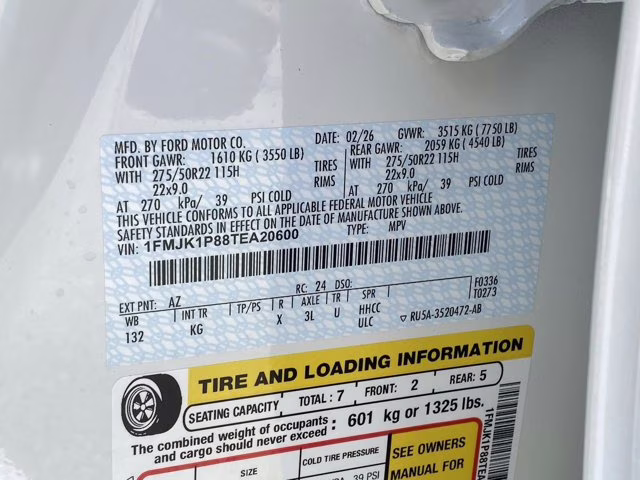 MFD. BY FORD MOTOR CO. DATE: 02/26 GVWR: 3515 KG ( 7750 LB)
FRONT GAWR: 1610 KG ( 3550 LB) REAR GAWR: 2059 KG ( 4540 LB)
WITH 275/50R22 115H TIRES WITH 275/50R22 115H TIRES
22x9.0 RIMS 22x9.0 RIMS
AT 270 kPa/ 39 PSI COLD AT 270 kPa/ 39 PSI COLD
THIS VEHICLE CONFORMS TO ALL APPLICABLE FEDERAL MOTOR VEHICLE
SAFETY STANDARDS IN EFFECT ON THE DATE OF MANUFACTURE SHOWN ABOVE.
VIN: 1FMJK1P88TEA20600 TYPE: MPV
F0336
T0273
EXT PNT: AZ RC: 24 DSO:
WB INT TR TP/PS R AXLE TR SPR
132 KG X 3L U HHCC
ULC ▽ RU5A-3520472-AB
TIRE AND LOADING INFORMATION
SEATING CAPACITY TOTAL : 7 FRONT: 2 REAR: 5
The combined weight of occupants
and cargo should never exceed : 601 kg or 1325 lbs.
SIZE COLD TIRE PRESSURE SEE OWNERS
MANUAL FOR
39 PSI
1FMJK1P88TEA